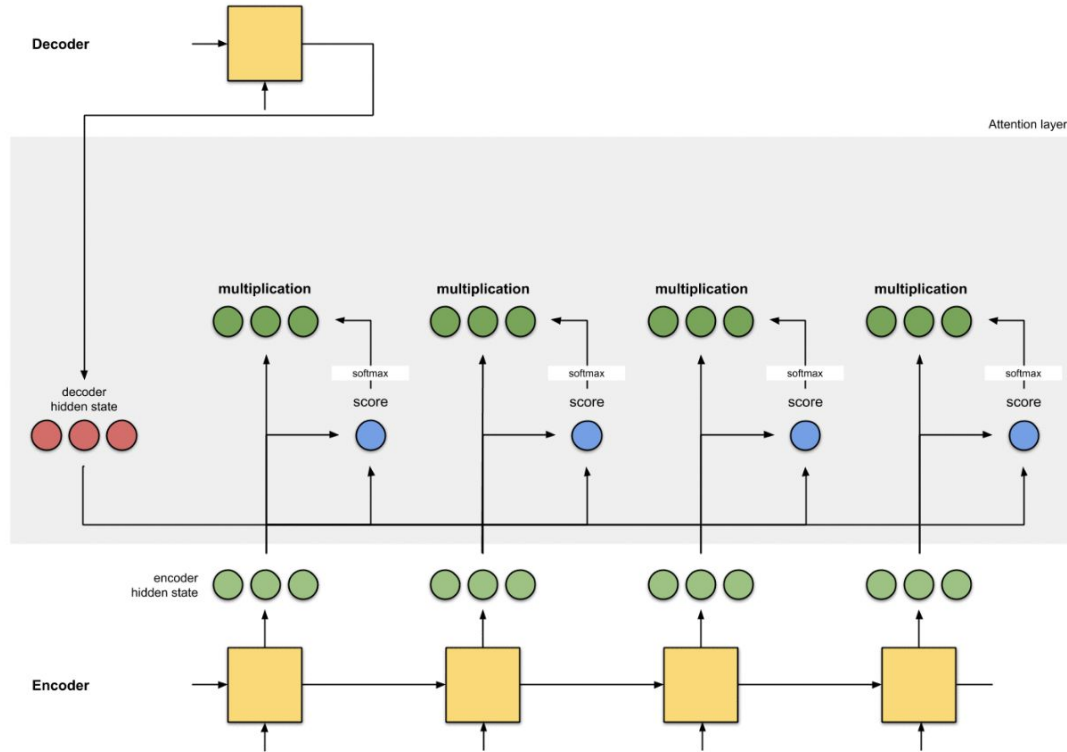 Decoder
Attention layer
multiplication
multiplication
multiplication
multiplication
softmax
softmax
softmax
softmax
decoder
hidden state
score
score
score
score
encoder
hidden state
Encoder